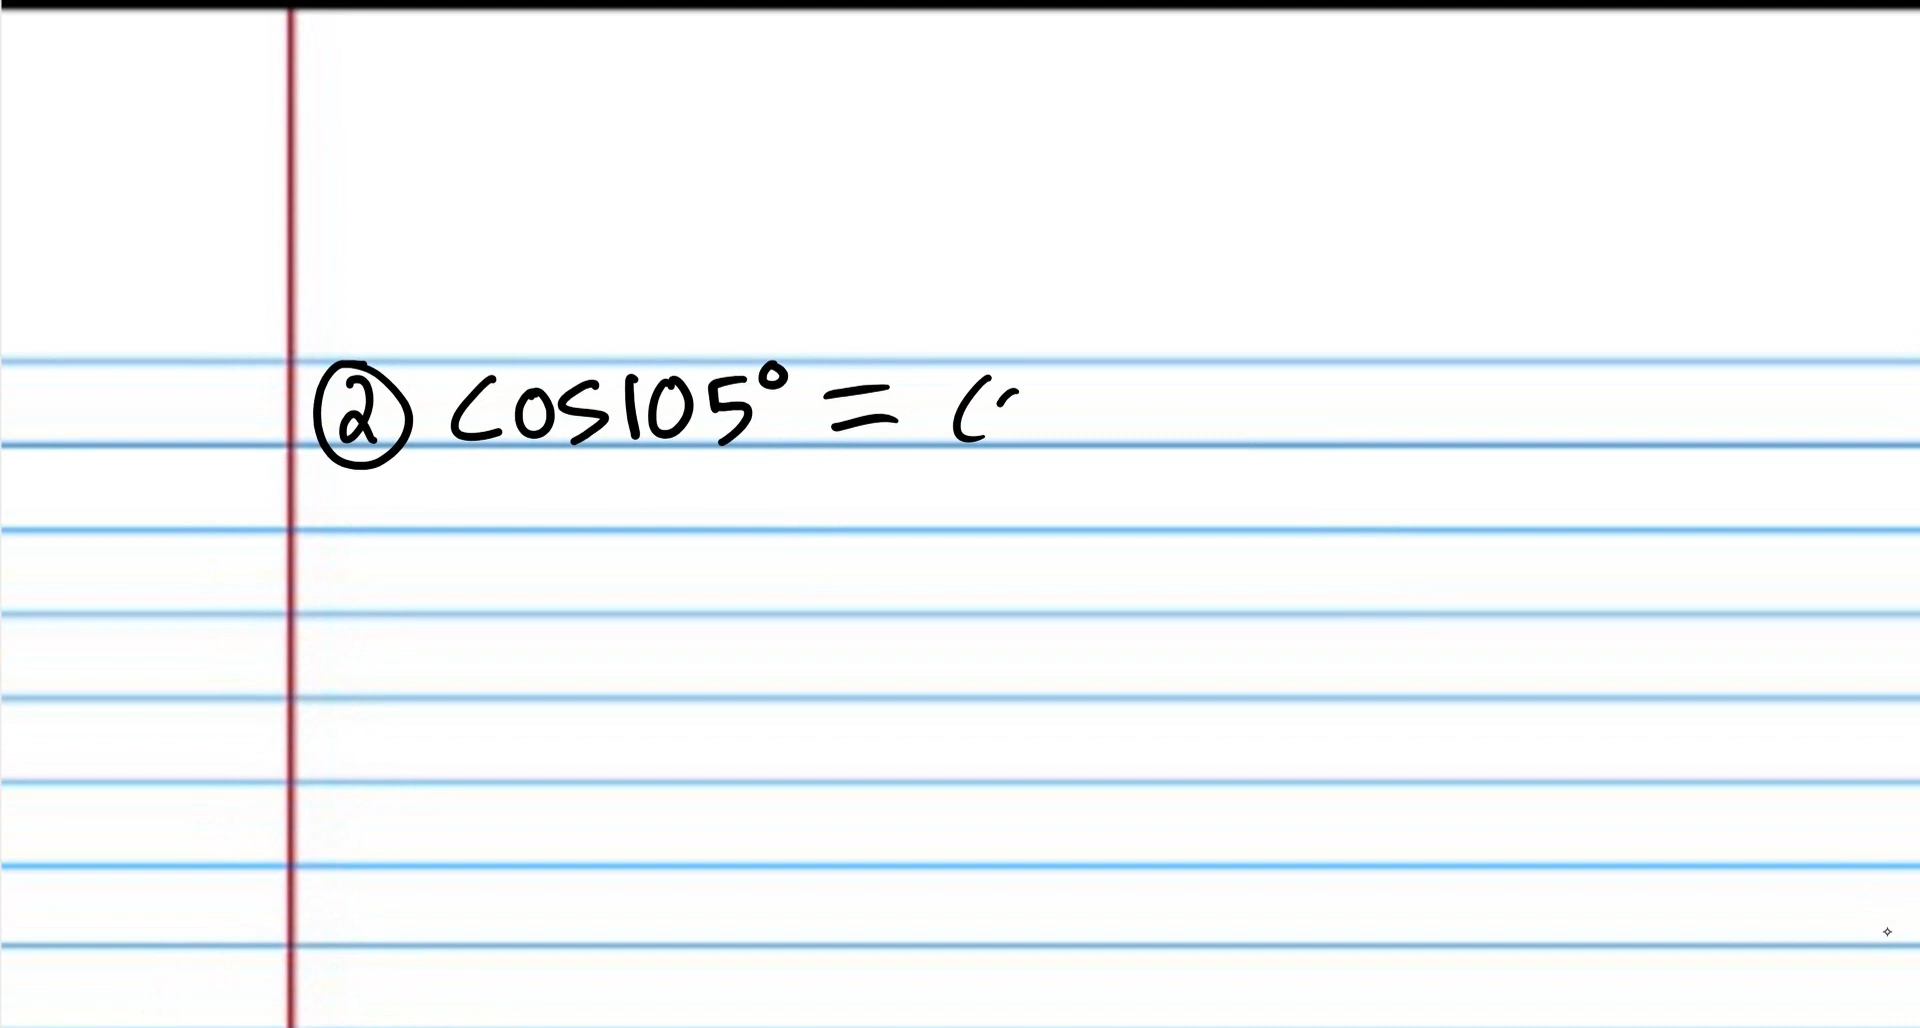 ② cos105° = c